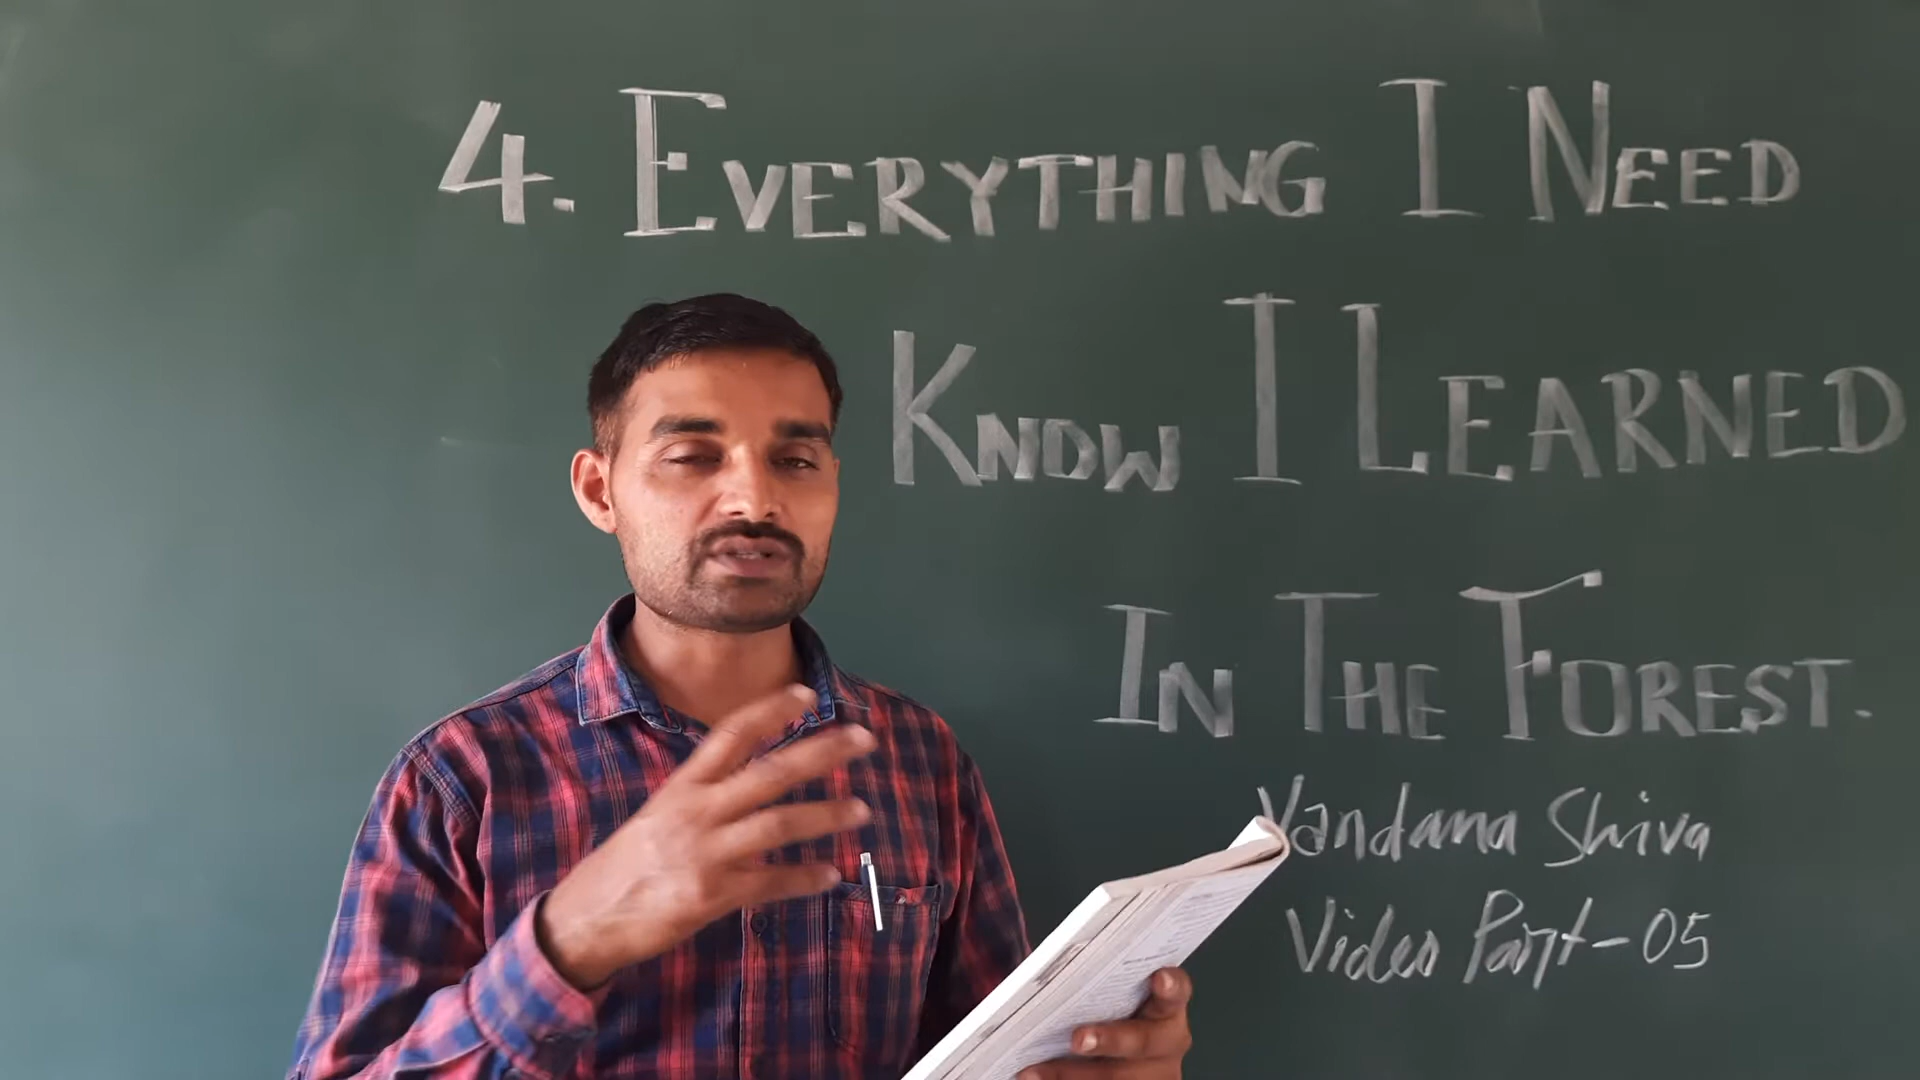 4. EVERYTHING I NEED
KNOW I LEARNED
IN THE FOREST.
Vandana Shiva
Video Part-05